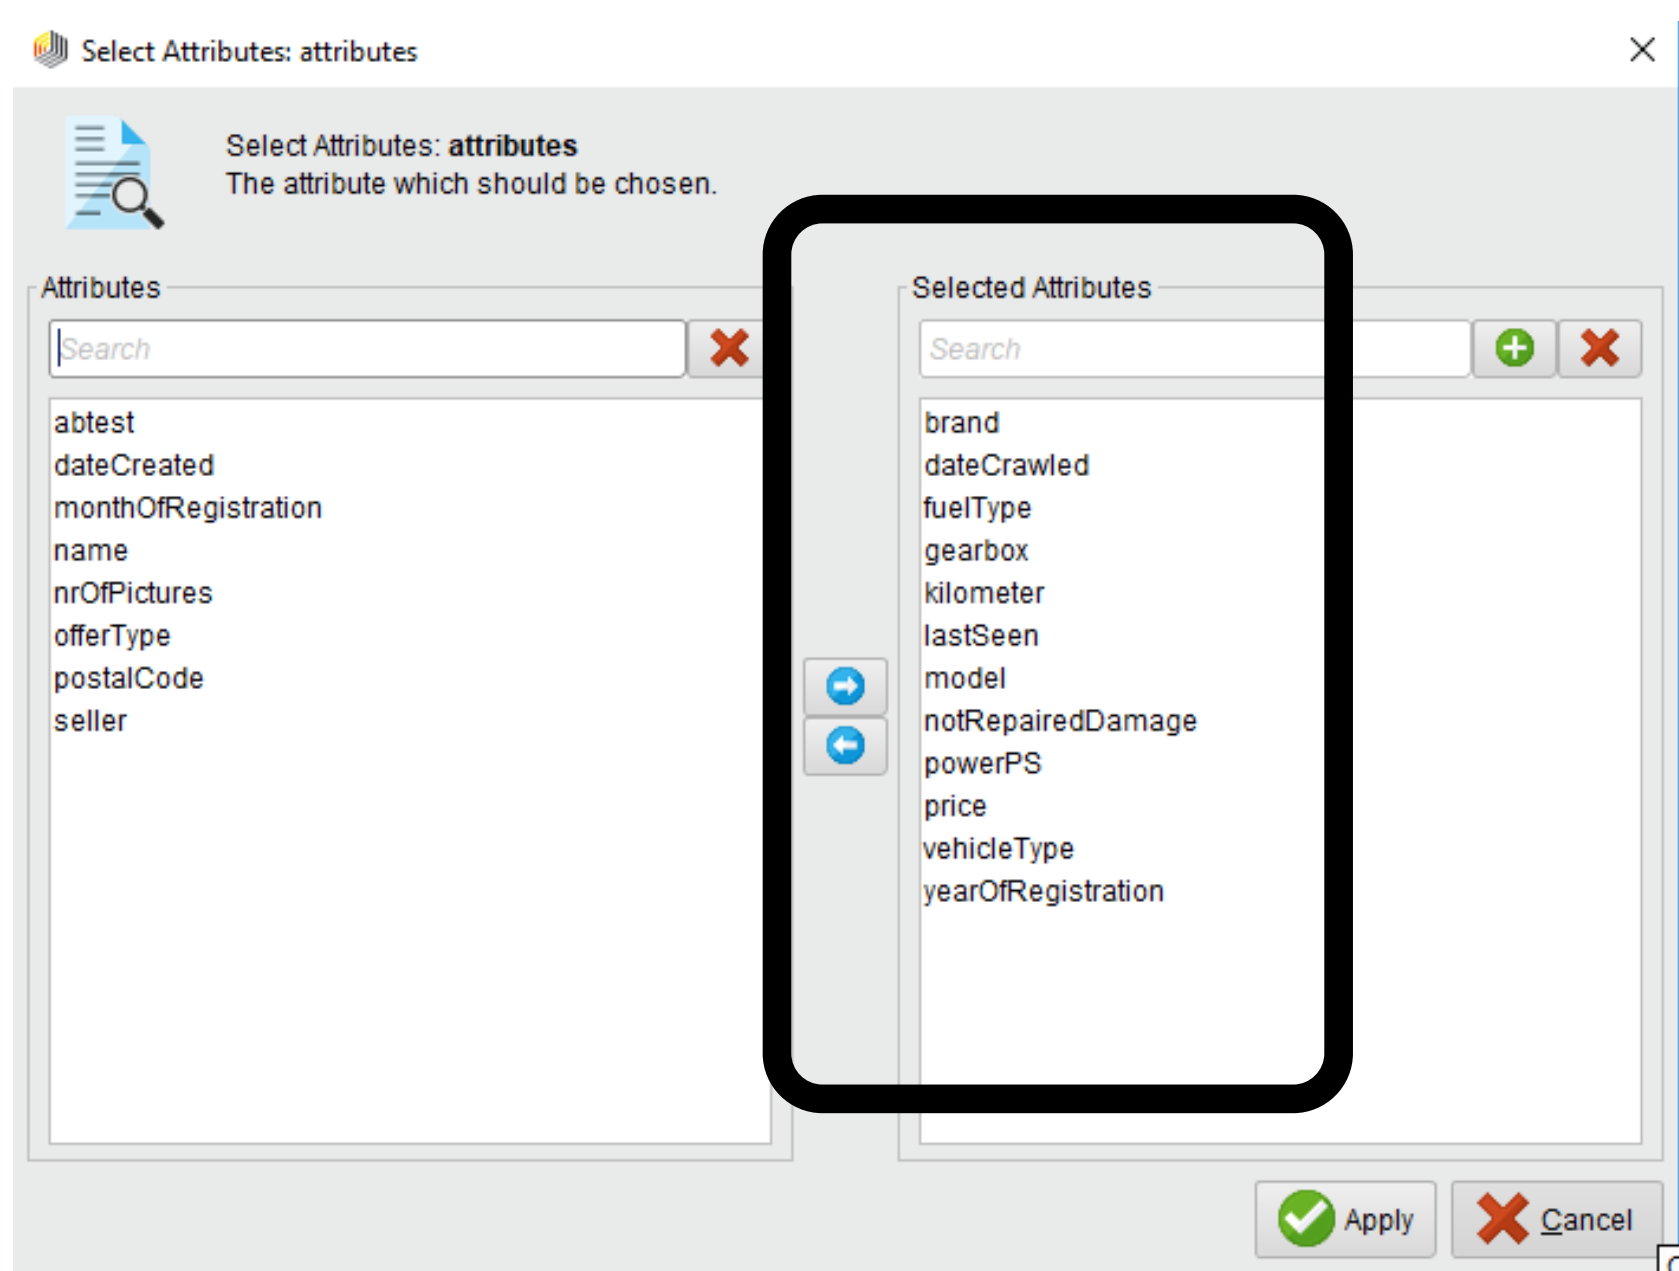 Select Attributes: attributes
Select Attributes: attributes
The attribute which should be chosen.
Attributes
Search
abtest
dateCreated
monthOfRegistration
name
nrOfPictures
offerType
postalCode
seller
Selected Attributes
Search
brand
dateCrawled
fuelType
gearbox
kilometer
lastSeen
model
notRepairedDamage
powerPS
price
vehicleType
yearOfRegistration
Apply
Cancel